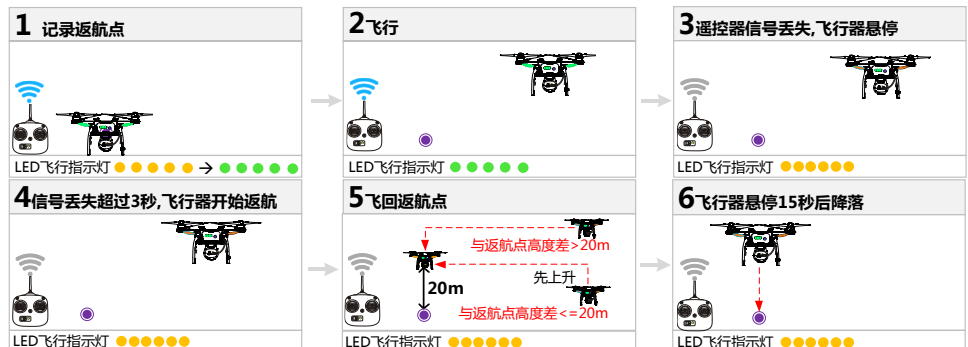 1 记录返航点
LED飞行指示灯
2飞行
LED飞行指示灯
3遥控器信号丢失,飞行器悬停
LED飞行指示灯
4信号丢失超过3秒,飞行器开始返航
LED飞行指示灯
5飞回返航点
与返航点高度差>20m
先上升
20m
与返航点高度差<=20m
LED飞行指示灯
6飞行器悬停15秒后降落
LED飞行指示灯